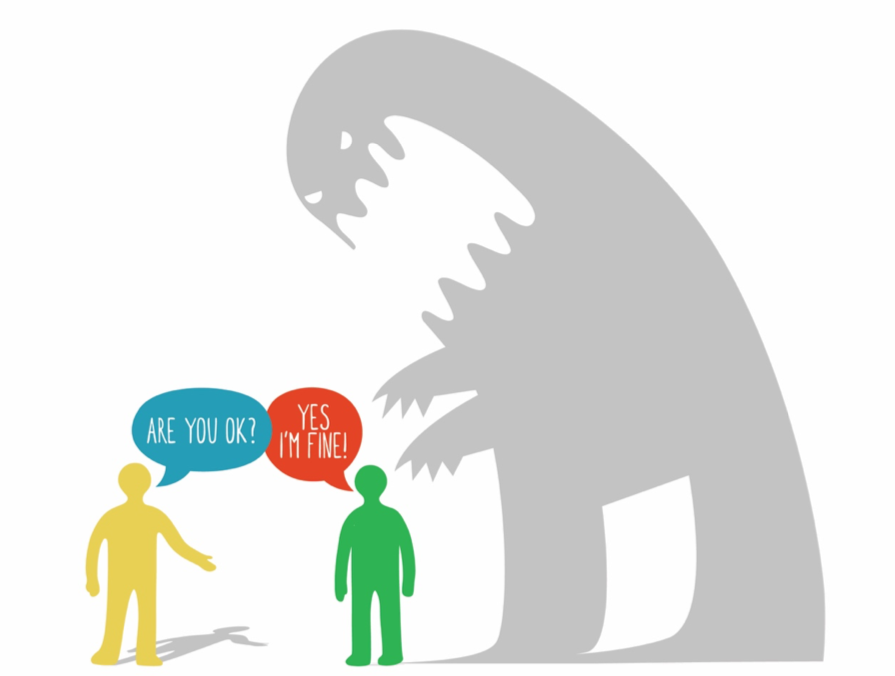 ARE YOU OK?
YES
I'M FINE!